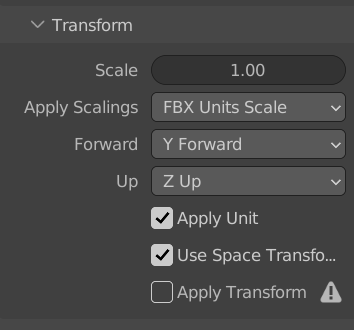 Transform
Scale 1.00
Apply Scalings FBX Units Scale
Forward Y Forward
Up Z Up
Apply Unit
Use Space Transfo...
Apply Transform